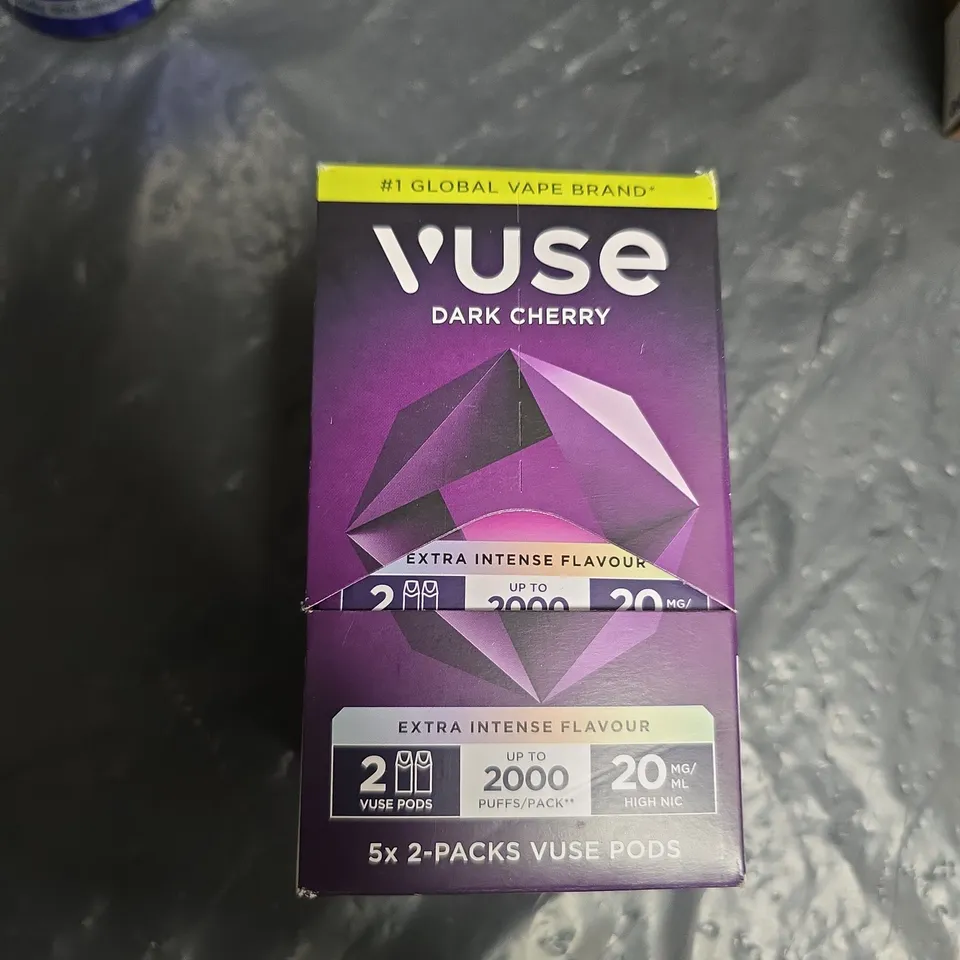 #1 GLOBAL VAPE BRAND*
VUSE
DARK CHERRY
EXTRA INTENSE FLAVOUR
2 UP TO 2000 20 MG/
EXTRA INTENSE FLAVOUR
2 VUSE PODS
UP TO 2000 PUFFS/PACK**
20 MG/ML HIGH NIC
5x 2-PACKS VUSE PODS